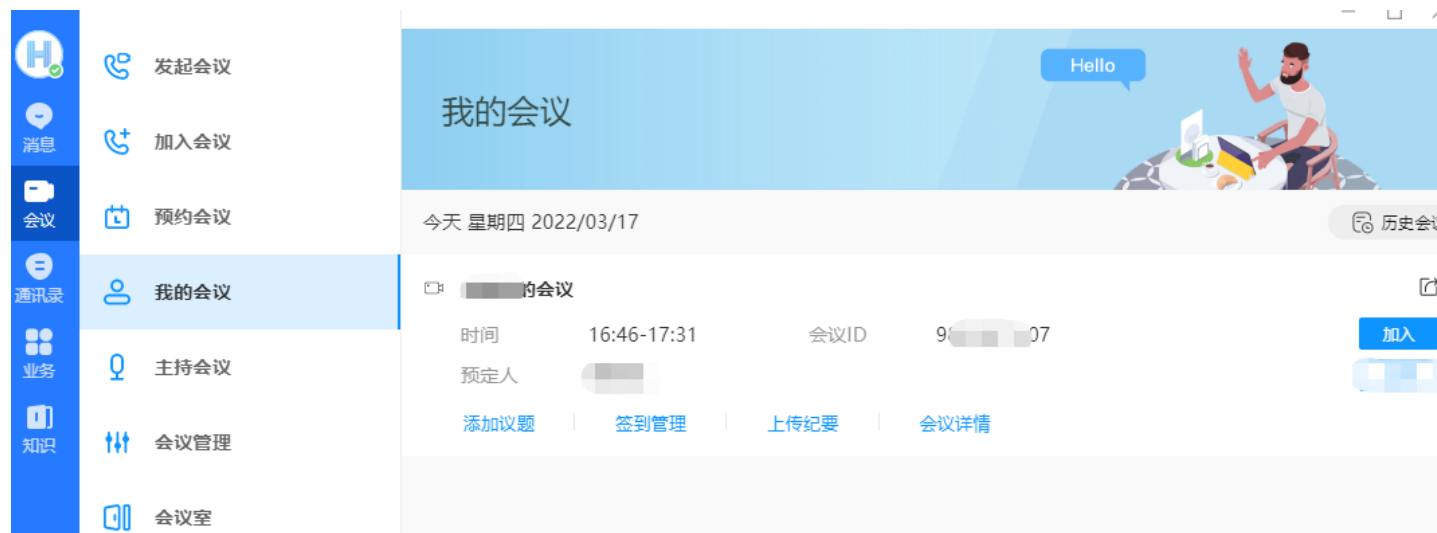 H
消息
会议
通讯录
业务
知识
发起会议
加入会议
预约会议
我的会议
主持会议
会议管理
会议室
我的会议
Hello
今天 星期四 2022/03/17
历史会
的会议
时间 16:46-17:31 会议ID 9 07
加入
预定人
添加议题 签到管理 上传纪要 会议详情